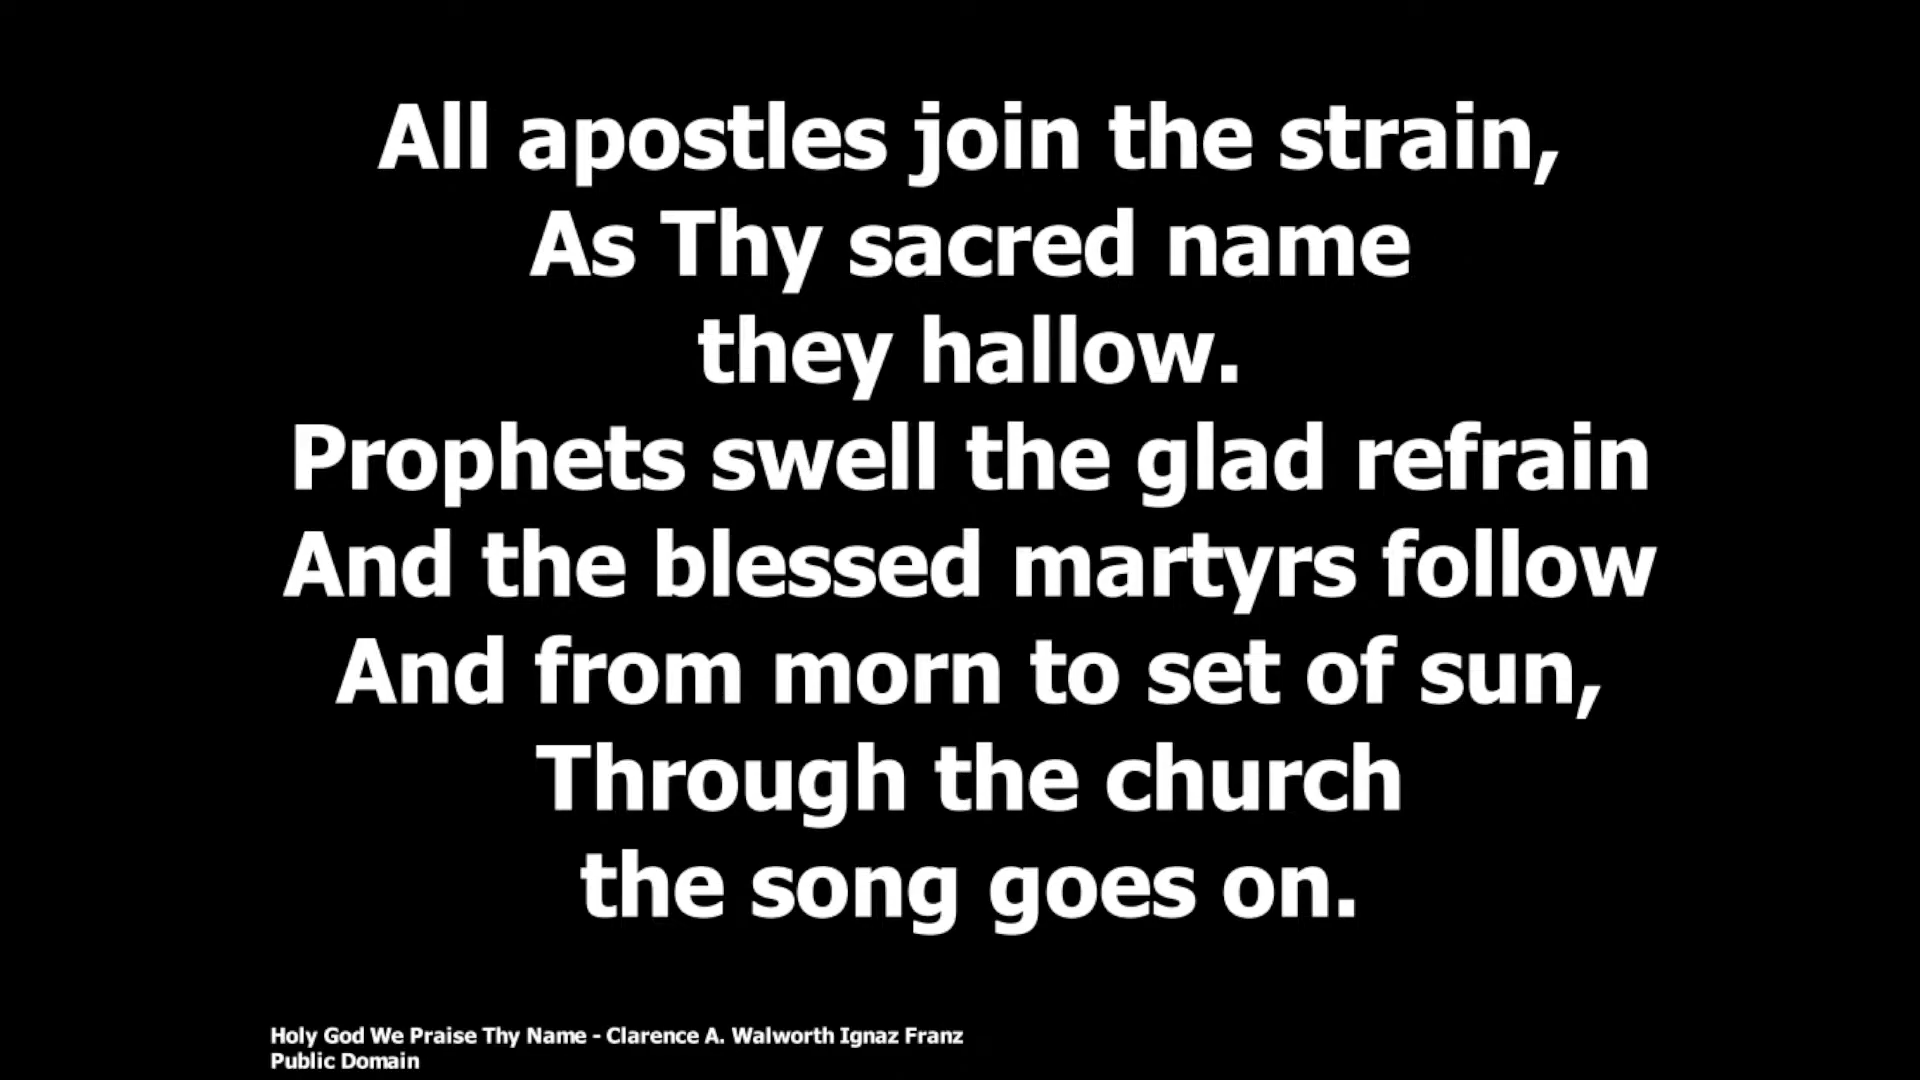 All apostles join the strain,
As Thy sacred name
they hallow.
Prophets swell the glad refrain
And the blessed martyrs follow
And from morn to set of sun,
Through the church
the song goes on.
Holy God We Praise Thy Name - Clarence A. Walworth Ignaz Franz
Public Domain